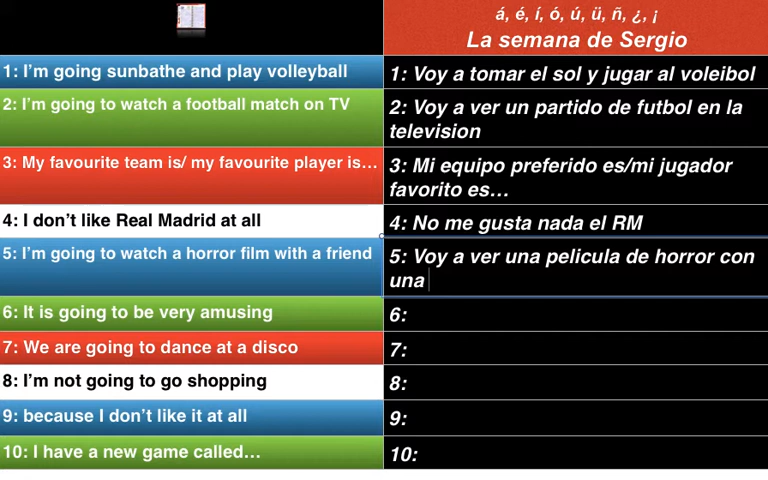 á, é, í, ó, ú, ü, ñ, ¿, ¡
La semana de Sergio
1: I'm going sunbathe and play volleyball
1: Voy a tomar el sol y jugar al voleibol
2: I'm going to watch a football match on TV
2: Voy a ver un partido de futbol en la
television
3: My favourite team is/ my favourite player is...
3: Mi equipo preferido es/mi jugador
favorito es...
4: I don't like Real Madrid at all
4: No me gusta nada el RM
5: I'm going to watch a horror film with a friend
5: Voy a ver una pelicula de horror con
una
6: It is going to be very amusing
6:
7: We are going to dance at a disco
7:
8: I'm not going to go shopping
8:
9: because I don't like it at all
9:
10: I have a new game called...
10: